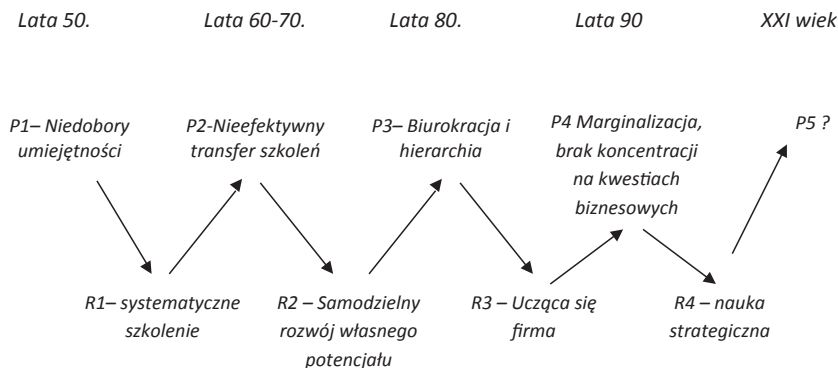 Lata 50.
Lata 60-70.
Lata 80.
Lata 90
XXI wiek
P1– Niedobory
umiejętności
P2-Nieefektywny
transfer szkoleń
P3– Biurokracja i
hierarchia
P4 Marginalizacja,
brak koncentracji
na kwestiach
biznesowych
P5 ?
R1– systematyczne
szkolenie
R2 – Samodzielny
rozwój własnego
potencjału
R3 – Ucząca się
firma
R4 – nauka
strategiczna